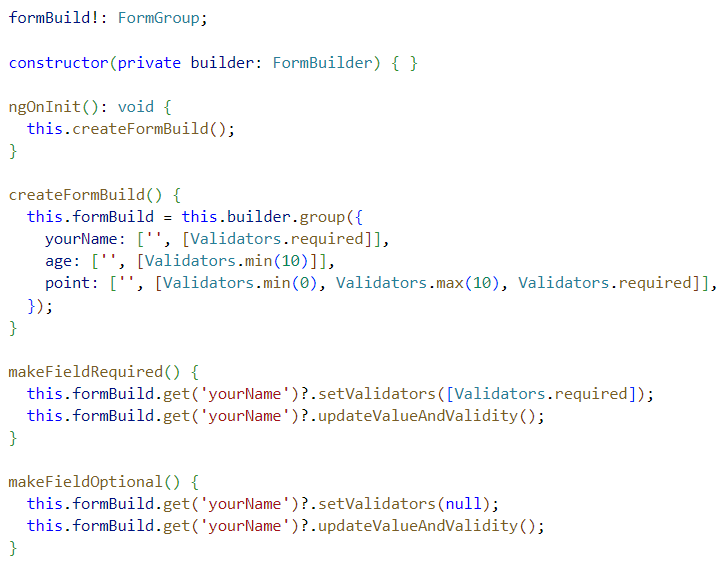 formBuild!: FormGroup;
constructor(private builder: FormBuilder) { }
ngOnInit(): void {
  this.createFormBuild();
}
createFormBuild() {
  this.formBuild = this.builder.group({
    yourName: ['', [Validators.required]],
    age: ['', [Validators.min(10)]],
    point: ['', [Validators.min(0), Validators.max(10), Validators.required]],
  });
}
makeFieldRequired() {
  this.formBuild.get('yourName')?.setValidators([Validators.required]);
  this.formBuild.get('yourName')?.updateValueAndValidity();
}
makeFieldOptional() {
  this.formBuild.get('yourName')?.setValidators(null);
  this.formBuild.get('yourName')?.updateValueAndValidity();
}